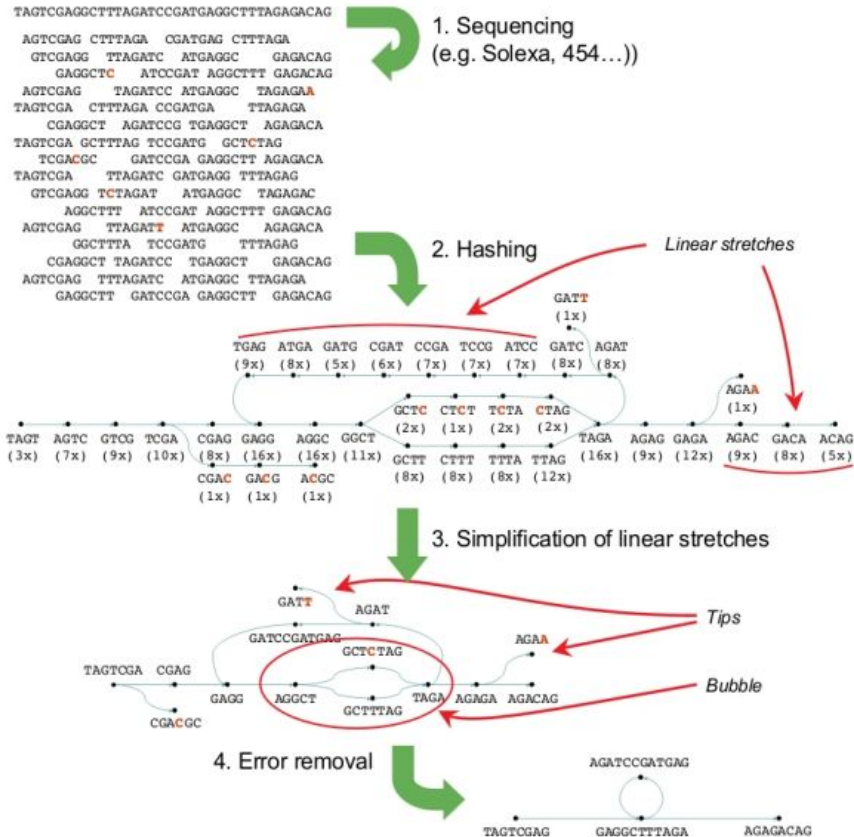 TAGTCGAGGCTTTAGATCCGATGAGGCTTTAGAGACAG
1. Sequencing
(e.g. Solexa, 454…))
AGTCGAG CTTTAGA CGATGAG CTTTAGA
GTCGAGG TTAGATC ATGAGGC GAGACAG
GAGGCTC ATCCGAT AGGCTTT GAGACAG
AGTCGAG TAGATCC ATGAGGC TAGAGAA
TAGTCGA CTTTAGA CCGATGA TTAGAGA
CGAGGCT AGATCCG TGAGGCT AGAGACA
TAGTCGA GCTTTAG TCCGATG GCTCTAG
TCGACGC GATCCGA GAGGCTT AGAGACA
TAGTCGA TTAGATC GATGAGG TTTAGAG
GTCGAGG TCTAGAT ATGAGGC TAGAGAC
AGGCTTT ATCCGAT AGGCTTT GAGACAG
AGTCGAG TTAGATT ATGAGGC AGAGACA
GGCTTTA TCCGATG TTTAGAG
CGAGGCT TAGATCC TGAGGCT GAGACAG
AGTCGAG TTTAGATC ATGAGGC TTAGAGA
GAGGCTT GATCCGA GAGGCTT GAGACAG
2. Hashing
Linear stretches
GATT
(1x)
TGAG ATGA GATG CGAT CCGA TCCG ATCC GATC AGAT
(9x) (8x) (5x) (6x) (7x) (7x) (7x) (8x) (8x)
AGAA
(1x)
GCTC CTCT TCTA CTAG
(2x) (1x) (2x) (2x)
TAGT AGTC GTCG TCGA CGAG GAGG AGGC GGCT TAGA AGAG GAGA AGAC GACA ACAG
(3x) (7x) (9x) (10x) (8x) (16x) (16x) (11x) (16x) (9x) (12x) (9x) (8x) (5x)
GCTT CTTT TTTA TTAG
(8x) (8x) (8x) (12x)
CGAC GACG ACGC
(1x) (1x) (1x)
3. Simplification of linear stretches
GATT
AGAT
Tips
GATCCGATGAG
GCTCTAG
AGAA
TAGTCGA CGAG
GAGG AGGCT TAGA AGAGA AGACAG
Bubble
GCTTTAG
CGACGC
4. Error removal
AGATCCGATGAG
TAGTCGAG GAGGCTTTAGA AGAGACAG